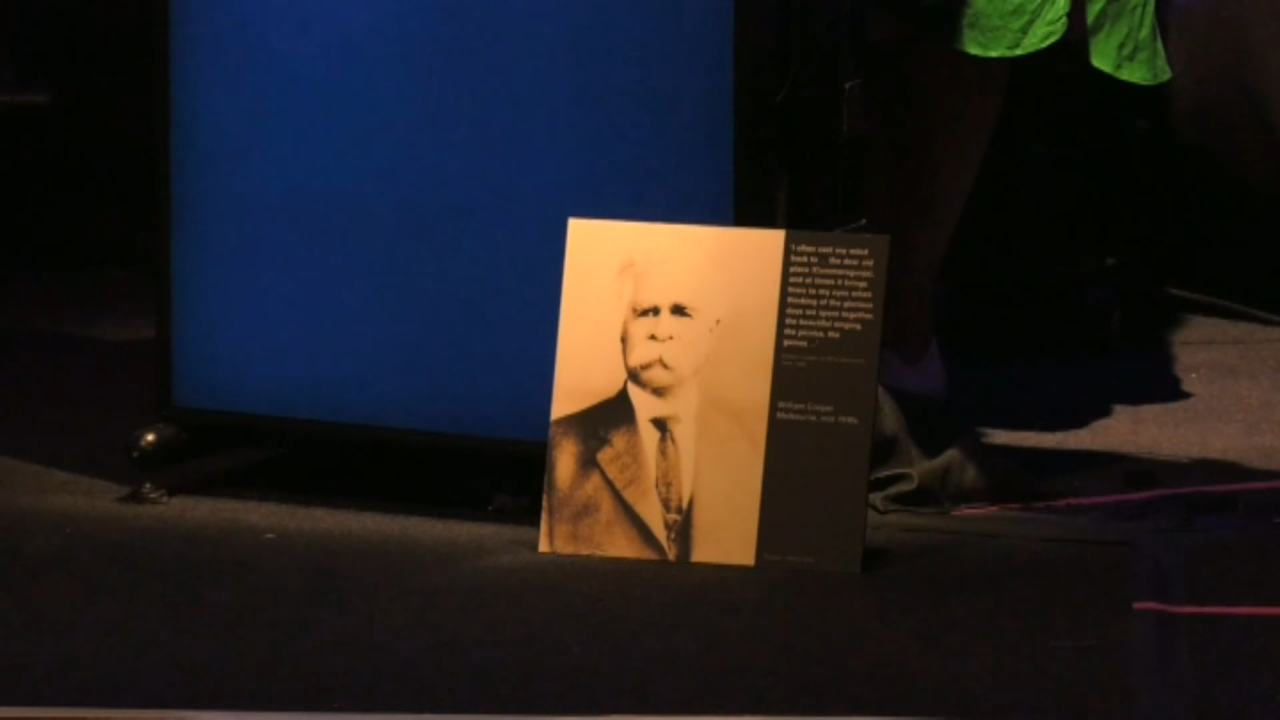 'I often cast my mind
back to ... the dear old
place (Cummeragunja),
and at times it brings
tears to my eyes when
thinking of the glorious
days we spent together,
the beautiful singing,
the picnics, the
games ...'
William Cooper
Melbourne, mid 1930s